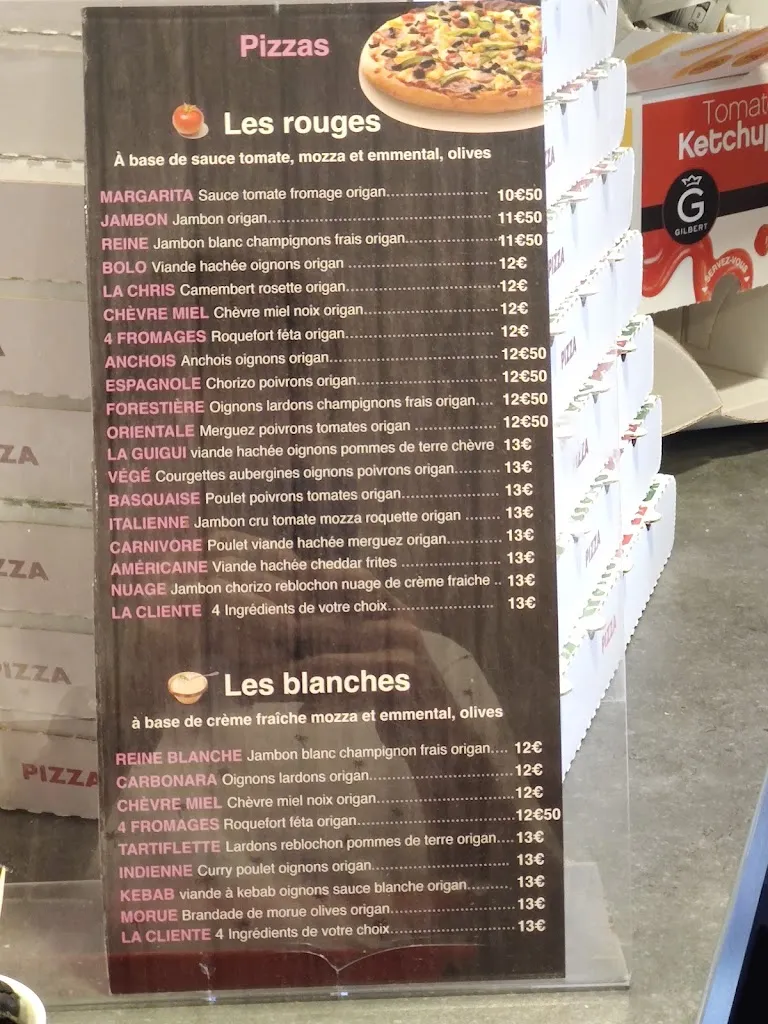 Pizzas
Les rouges
À base de sauce tomate, mozza et emmental, olives
MARGARITA Sauce tomate fromage origan 10€50
JAMBON Jambon origan 11€50
REINE Jambon blanc champignons frais origan 11€50
BOLO Viande hachée oignons origan 12€
LA CHRIS Camembert rosette origan 12€
CHÈVRE MIEL Chèvre miel noix origan 12€
4 FROMAGES Roquefort féta origan 12€
ANCHOIS Anchois oignons origan 12€50
ESPAGNOLE Chorizo poivrons origan 12€50
FORESTIÈRE Oignons lardons champignons frais origan 12€50
ORIENTALE Merguez poivrons tomates origan 12€50
LA GUIGUI viande hachée oignons pommes de terre chèvre 13€
VÉGÉ Courgettes aubergines oignons poivrons origan 13€
BASQUAISE Poulet poivrons tomates origan 13€
ITALIENNE Jambon cru tomate mozza roquette origan 13€
CARNIVORE Poulet viande hachée merguez origan 13€
AMÉRICAINE Viande hachée cheddar frites 13€
NUAGE Jambon chorizo reblochon nuage de crème fraiche 13€
LA CLIENTE 4 Ingrédients de votre choix 13€
Les blanches
à base de crème fraîche mozza et emmental, olives
REINE BLANCHE Jambon blanc champignon frais origan 12€
CARBONARA Oignons lardons origan 12€
CHÈVRE MIEL Chèvre miel noix origan 12€
4 FROMAGES Roquefort féta origan 12€50
TARTIFLETTE Lardons reblochon pommes de terre origan 13€
INDIENNE Curry poulet oignons origan 13€
KEBAB viande à kebab oignons sauce blanche origan 13€
MORUE Brandade de morue olives origan 13€
LA CLIENTE 4 Ingrédients de votre choix 13€
Tomat
Ketchup
G
GILBERT
SERVEZ-VOUS
ZA
ZZA
PIZZA
PIZZA
PIZZA
PIZZA
PIZZA
PIZZA